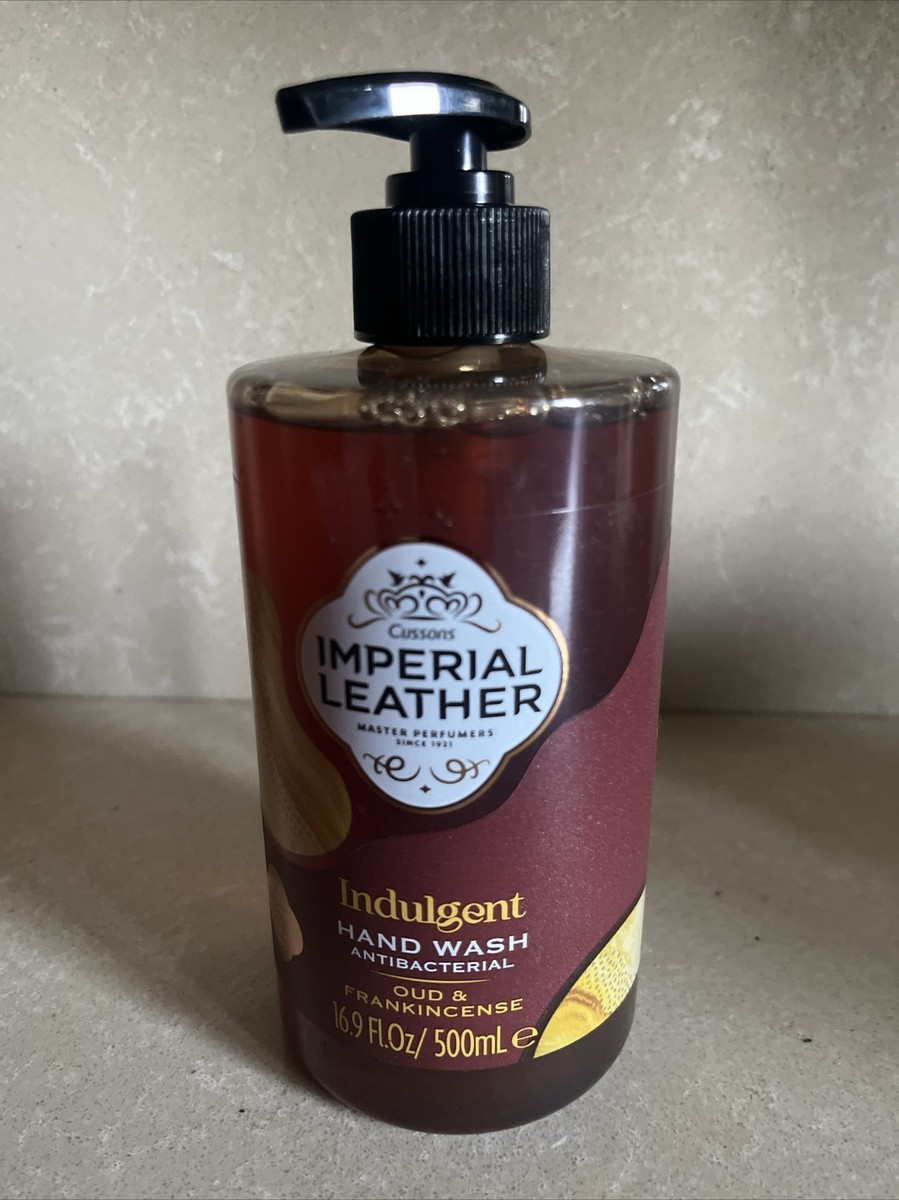 Cussons
IMPERIAL
LEATHER
MASTER PERFUMERS
SINCE 1921
Indulgent
HAND WASH
ANTIBACTERIAL
OUD &
FRANKINCENSE
16.9 Fl.Oz/ 500mL ℮